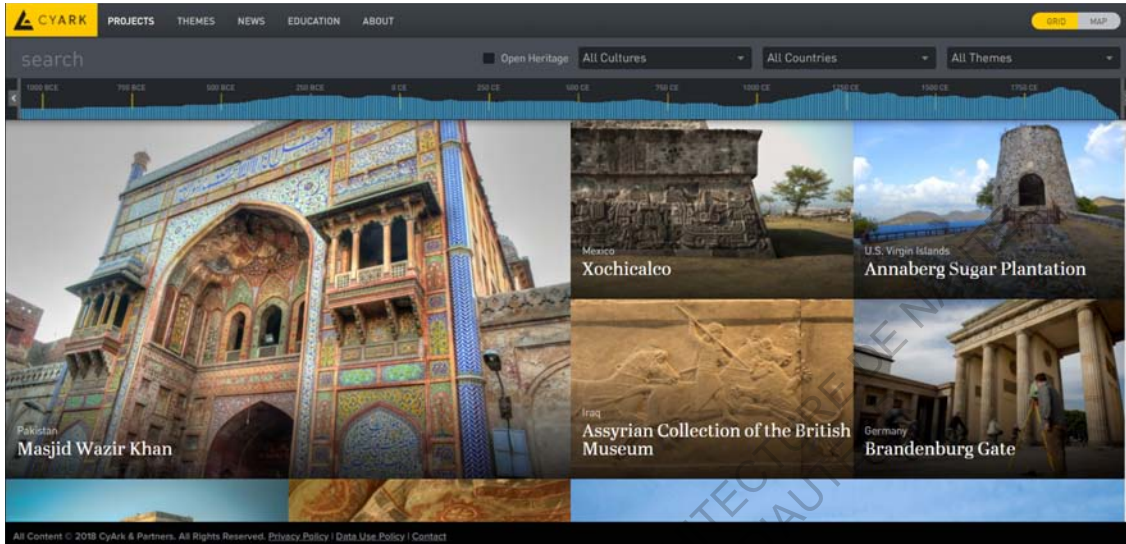 CYARK PROJECTS THEMES NEWS EDUCATION ABOUT GRID MAP
search Open Heritage All Cultures All Countries All Themes
1000 BCE 750 BCE 500 BCE 250 BCE 0 CE 250 CE 500 CE 750 CE 1000 CE 1250 CE 1500 CE 1750 CE
Mexico
Xochicalco
U.S. Virgin Islands
Annaberg Sugar Plantation
Pakistan
Masjid Wazir Khan
Iraq
Assyrian Collection of the British
Museum
Germany
Brandenburg Gate
All Content © 2018 CyArk & Partners. All Rights Reserved. Privacy Policy | Data Use Policy | Contact